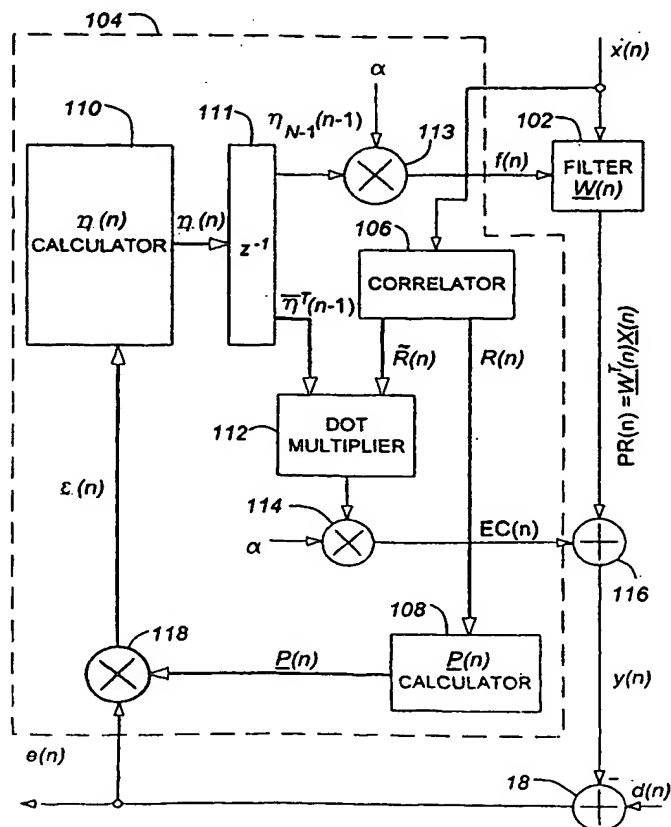 104
x(n)
α
110
111
η_{N-1}(n-1)
113
102
f(n)
FILTER
W(n)
η(n)
CALCULATOR
η(n)
z⁻¹
106
CORRELATOR
η̅ᵀ(n-1)
R̃(n)
R(n)
PR(n) = Wᵀ(n)X(n)
112
DOT
MULTIPLIER
ε(n)
114
α
EC(n)
116
118
108
P(n)
P(n)
CALCULATOR
y(n)
e(n)
18
-
d(n)